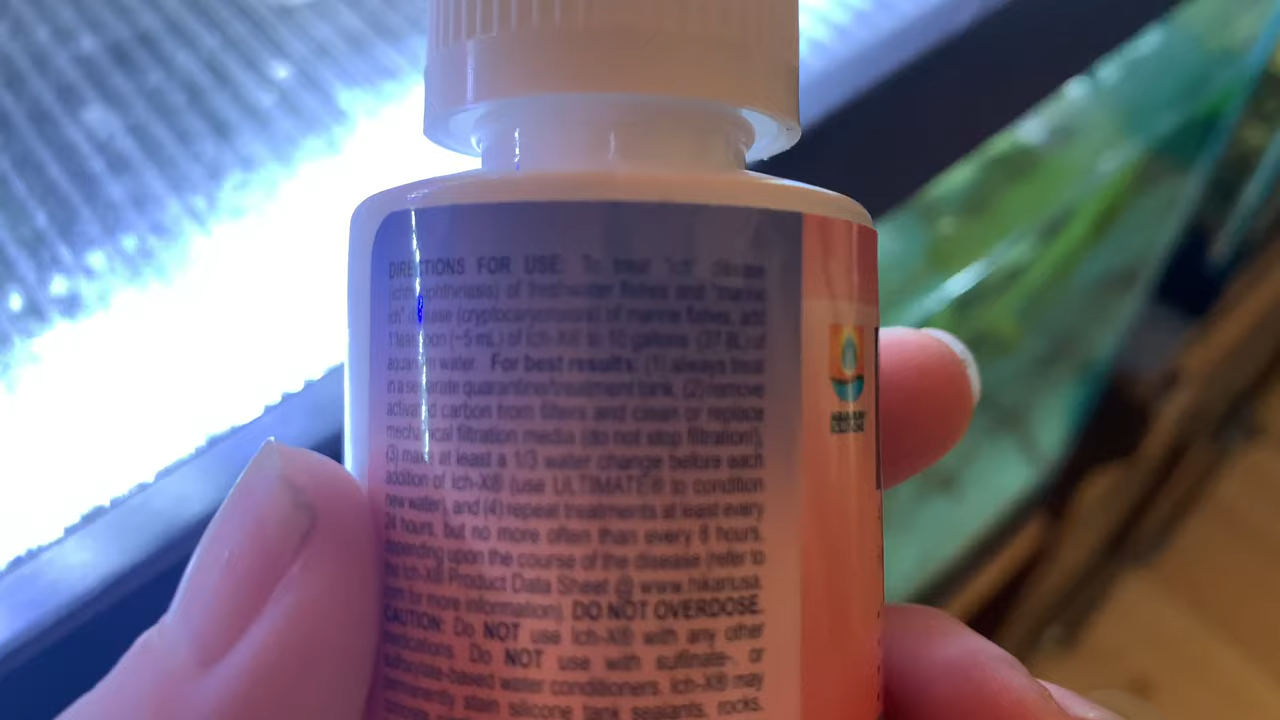 DIRECTIONS FOR USE: To treat "ich" disease
(ichthyophthiriasis) of freshwater fishes and "marine
ich" disease (cryptocaryoniasis) of marine fishes, add
1 teaspoon (~5 mL) of Ich-X® to 10 gallons (37.8L) of
aquarium water. For best results: (1) always treat
in a separate quarantine/treatment tank, (2) remove
activated carbon from filters and clean or replace
mechanical filtration media (do not stop filtration!),
(3) make at least a 1/3 water change before each
addition of Ich-X® (use ULTIMATE® to condition
new water), and (4) repeat treatments at least every
24 hours, but no more often than every 8 hours,
depending upon the course of the disease (refer to
the Ich-X® Product Data Sheet @ www.hikariusa.
com for more information). DO NOT OVERDOSE.
CAUTION: Do NOT use Ich-X® with any other
medications. Do NOT use with sulfinate-, or
sulfonate-based water conditioners. Ich-X® may
permanently stain silicone tank sealants, rocks,
AQUARIUM
SOLUTIONS